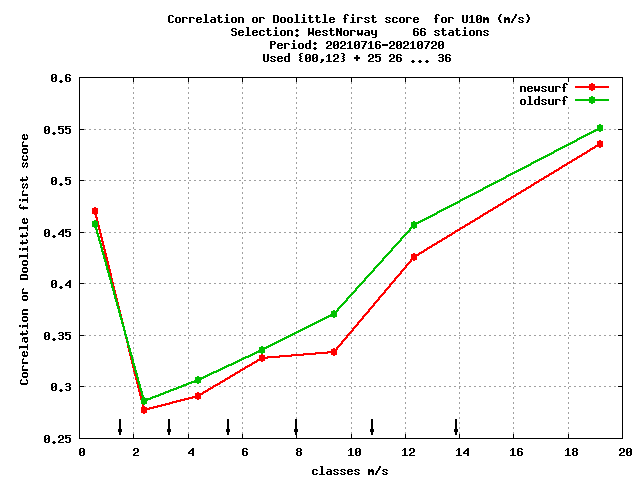 Correlation or Doolittle first score  for U10m (m/s)
Selection: WestNorway     66 stations
Period: 20210716-20210720
Used {00,12} + 25 26 ... 36
newsurf
oldsurf
0.6
0.55
0.5
0.45
0.4
0.35
0.3
0.25
Correlation or Doolittle first score
0 2 4 6 8 10 12 14 16 18 20
classes m/s